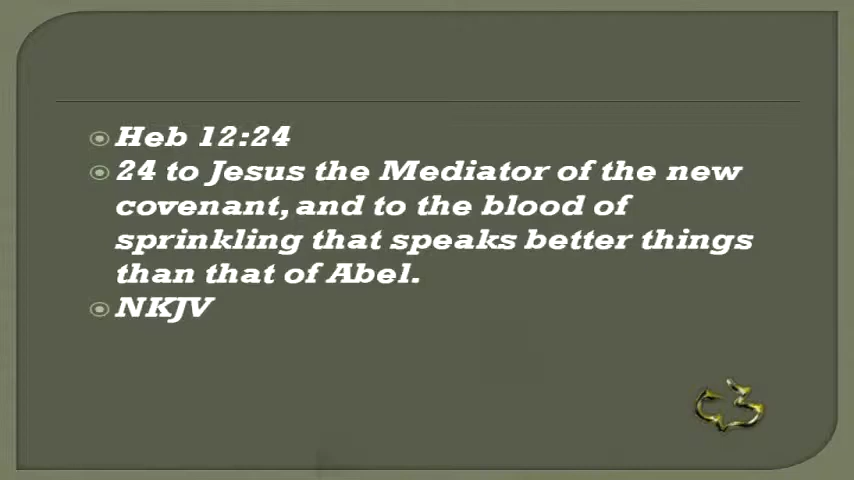 Heb 12:24
24 to Jesus the Mediator of the new
covenant, and to the blood of
sprinkling that speaks better things
than that of Abel.
NKJV
C3